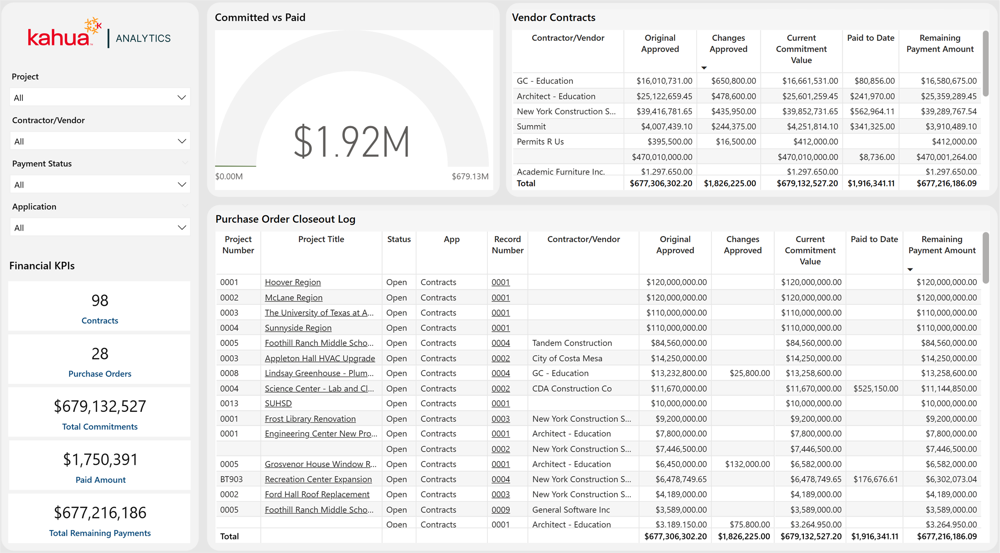 kahua™ | ANALYTICS
Project
All
Contractor/Vendor
All
Payment Status
All
Application
All
Financial KPIs
98
Contracts
28
Purchase Orders
$679,132,527
Total Commitments
$1,750,391
Paid Amount
$677,216,186
Total Remaining Payments
Committed vs Paid
$1.92M
$0.00M $679.13M
Vendor Contracts
Contractor/Vendor Original Approved Changes Approved Current Commitment Value Paid to Date Remaining Payment Amount
GC - Education $16,010,731.00 $650,800.00 $16,661,531.00 $80,856.00 $16,580,675.00
Architect - Education $25,122,659.45 $478,600.00 $25,601,259.45 $241,970.00 $25,359,289.45
New York Construction S... $39,416,781.65 $435,950.00 $39,852,731.65 $562,964.11 $39,289,767.54
Summit $4,007,439.10 $244,375.00 $4,251,814.10 $341,325.00 $3,910,489.10
Permits R Us $395,500.00 $16,500.00 $412,000.00 $412,000.00
$470,010,000.00 $470,010,000.00 $8,736.00 $470,001,264.00
Academic Furniture Inc. $1,297,650.00 $1,297,650.00 $1,297,650.00
Total $677,306,302.20 $1,826,225.00 $679,132,527.20 $1,916,341.11 $677,216,186.09
Purchase Order Closeout Log
Project Number Project Title Status App Record Number Contractor/Vendor Original Approved Changes Approved Current Commitment Value Paid to Date Remaining Payment Amount
0001 Hoover Region Open Contracts 0001 $120,000,000.00 $120,000,000.00 $120,000,000.00
0002 McLane Region Open Contracts 0001 $120,000,000.00 $120,000,000.00 $120,000,000.00
0003 The University of Texas at A... Open Contracts 0001 $110,000,000.00 $110,000,000.00 $110,000,000.00
0004 Sunnyside Region Open Contracts 0001 $110,000,000.00 $110,000,000.00 $110,000,000.00
0005 Foothill Ranch Middle Scho... Open Contracts 0004 Tandem Construction $84,560,000.00 $84,560,000.00 $84,560,000.00
0003 Appleton Hall HVAC Upgrade Open Contracts 0002 City of Costa Mesa $14,250,000.00 $14,250,000.00 $14,250,000.00
0008 Lindsay Greenhouse - Plum... Open Contracts 0004 GC - Education $13,232,800.00 $25,800.00 $13,258,600.00 $13,258,600.00
0004 Science Center - Lab and Cl... Open Contracts 0002 CDA Construction Co $11,670,000.00 $11,670,000.00 $525,150.00 $11,144,850.00
0013 SUHSD Open Contracts 0001 $10,000,000.00 $10,000,000.00 $10,000,000.00
0001 Frost Library Renovation Open Contracts 0003 New York Construction S... $9,200,000.00 $9,200,000.00 $9,200,000.00
0001 Engineering Center New Pro... Open Contracts 0001 Architect - Education $7,800,000.00 $7,800,000.00 $7,800,000.00
Open Contracts 0002 New York Construction S... $7,446,500.00 $7,446,500.00 $7,446,500.00
0005 Grosvenor House Window R... Open Contracts 0001 Architect - Education $6,450,000.00 $132,000.00 $6,582,000.00 $6,582,000.00
BT903 Recreation Center Expansion Open Contracts 0004 New York Construction S... $6,478,749.65 $6,478,749.65 $176,676.61 $6,302,073.04
0002 Ford Hall Roof Replacement Open Contracts 0003 New York Construction S... $4,189,000.00 $4,189,000.00 $4,189,000.00
0005 Foothill Ranch Middle Scho... Open Contracts 0009 General Software Inc $3,589,000.00 $3,589,000.00 $3,589,000.00
Open Contracts 0001 Architect - Education $3,189,150.00 $75,800.00 $3,264,950.00 $3,264,950.00
Total $677,306,302.20 $1,826,225.00 $679,132,527.20 $1,916,341.11 $677,216,186.09